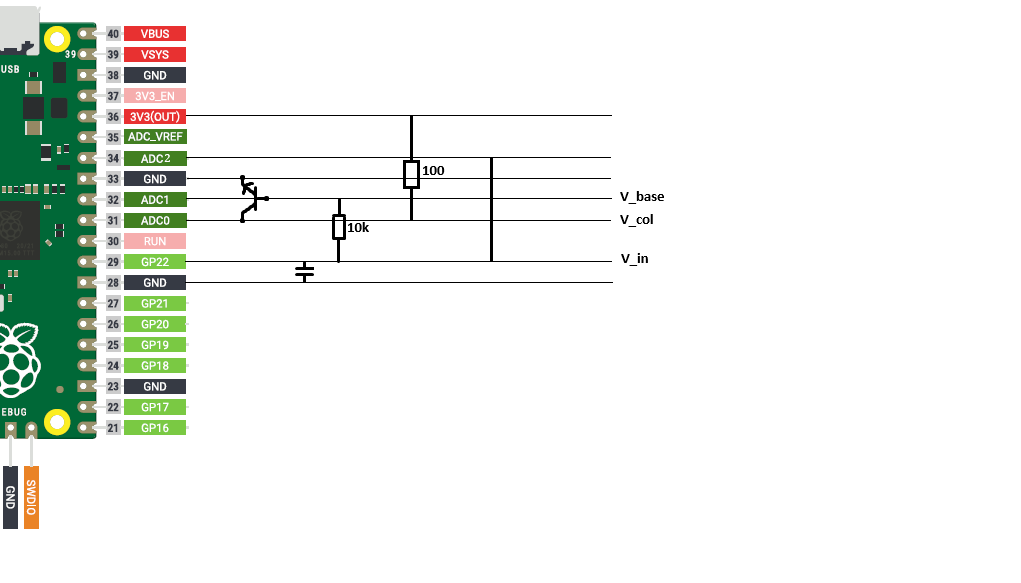 40 VBUS
39 VSYS
39
USB
38 GND
37 3V3_EN
36 3V3(OUT)
35 ADC_VREF
34 ADC2
100
33 GND
32 ADC1
V_base
31 ADC0
V_col
10k
30 RUN
29 GP22
V_in
28 GND
27 GP21
26 GP20
25 GP19
24 GP18
23 GND
22 GP17
EBUG
21 GP16
GND
SWDIO